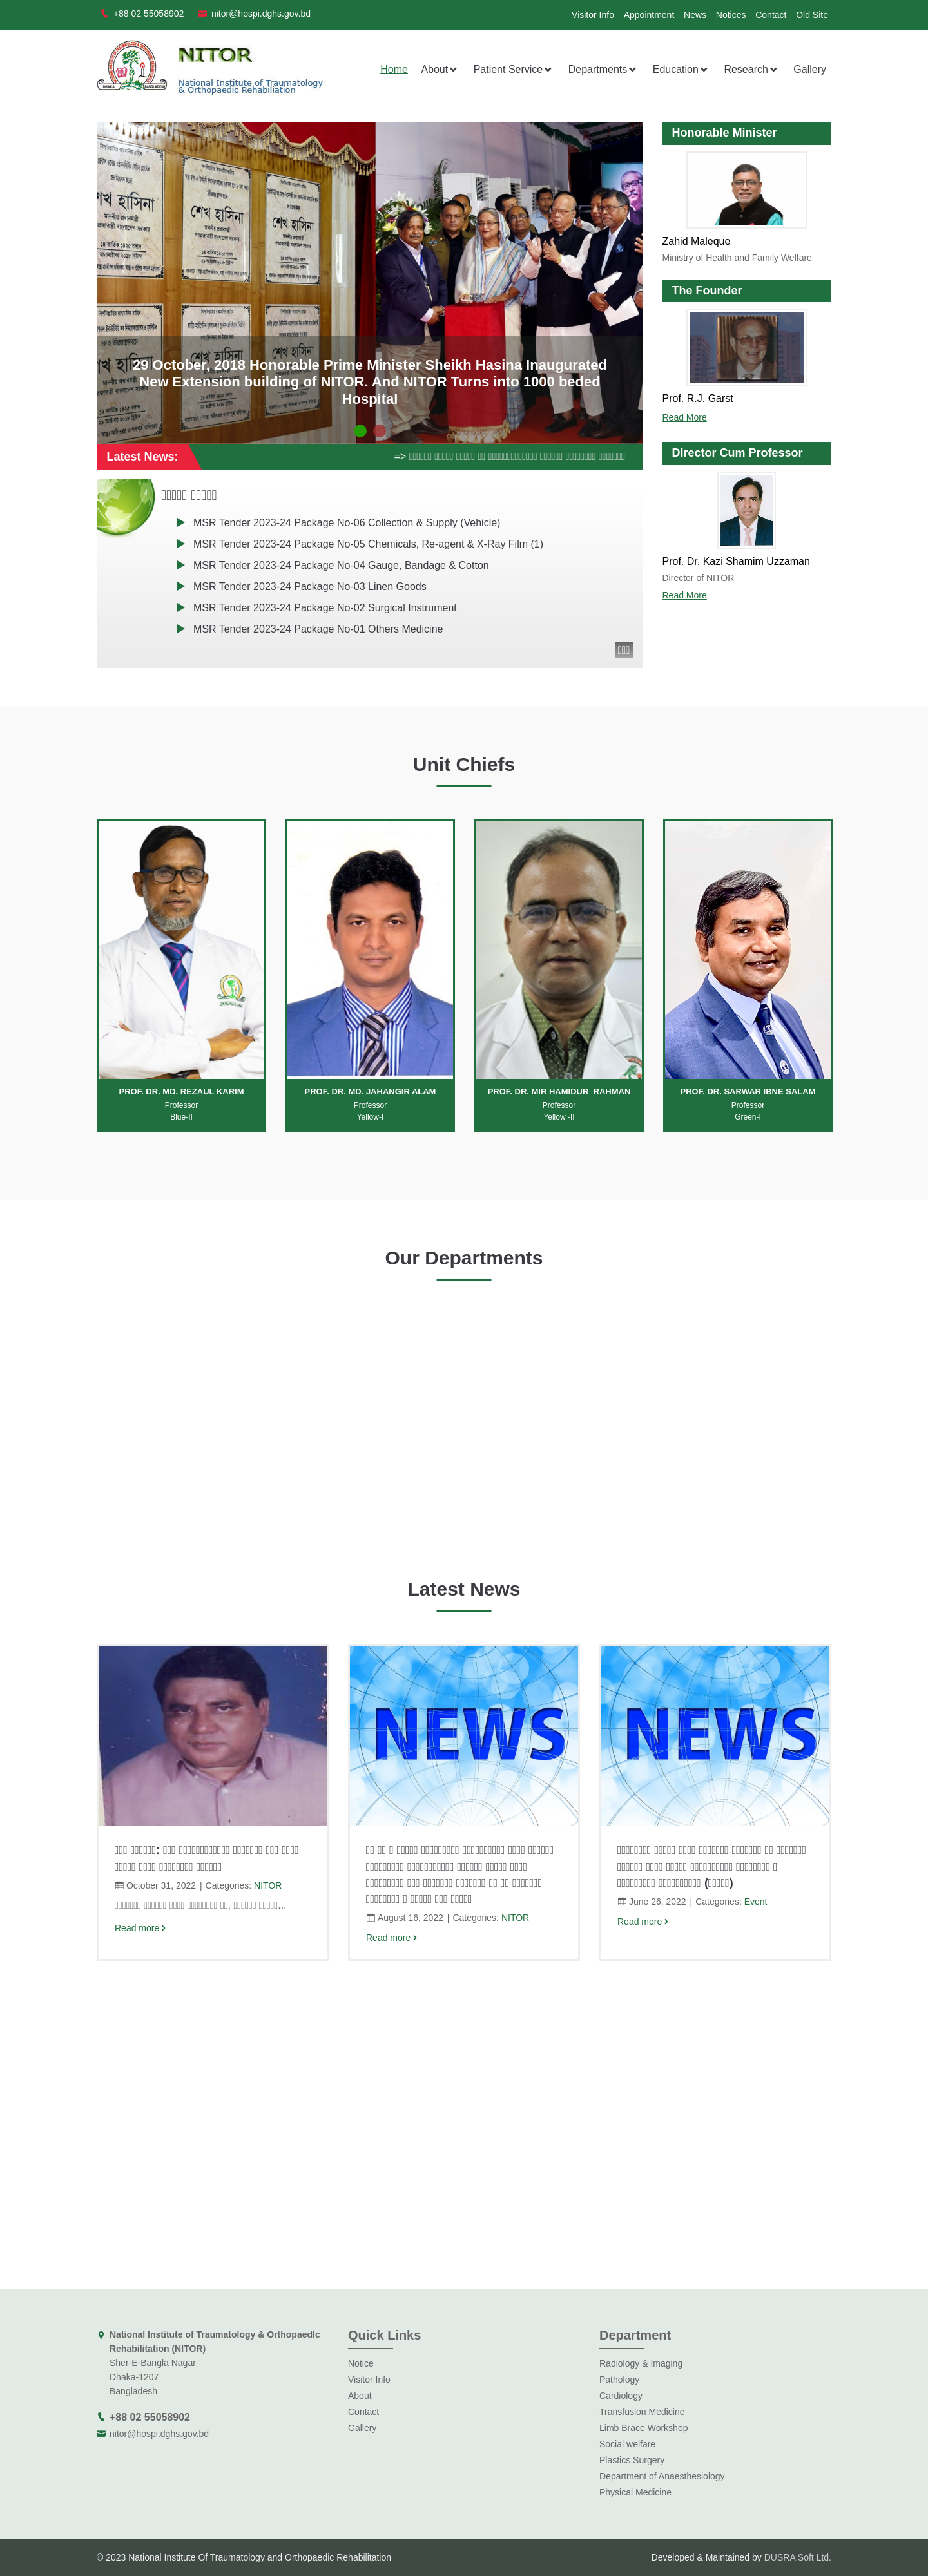 +88 02 55058902 nitor@hospi.dghs.gov.bd
Visitor Info Appointment News Notices Contact Old Site
NITOR
National Institute of Traumatology
& Orthopaedic Rehabiliation
Home About Patient Service Departments Education Research Gallery
শেখ হাসিনা
শেখ হাসিনা
29 October, 2018 Honorable Prime Minister Sheikh Hasina Inaugurated
New Extension building of NITOR. And NITOR Turns into 1000 beded
Hospital
Latest News:
=>
MSR Tender 2023-24 Package No-06 Collection & Supply (Vehicle)
MSR Tender 2023-24 Package No-05 Chemicals, Re-agent & X-Ray Film (1)
MSR Tender 2023-24 Package No-04 Gauge, Bandage & Cotton
MSR Tender 2023-24 Package No-03 Linen Goods
MSR Tender 2023-24 Package No-02 Surgical Instrument
MSR Tender 2023-24 Package No-01 Others Medicine
Honorable Minister
Zahid Maleque
Ministry of Health and Family Welfare
The Founder
Prof. R.J. Garst
Read More
Director Cum Professor
Prof. Dr. Kazi Shamim Uzzaman
Director of NITOR
Read More
Unit Chiefs
PROF. DR. MD. REZAUL KARIM
Professor
Blue-II
PROF. DR. MD. JAHANGIR ALAM
Professor
Yellow-I
PROF. DR. MIR HAMIDUR RAHMAN
Professor
Yellow -II
PROF. DR. SARWAR IBNE SALAM
Professor
Green-I
Our Departments
Latest News
October 31, 2022 | Categories: NITOR
Read more
NEWS
August 16, 2022 | Categories: NITOR
Read more
NEWS
June 26, 2022 | Categories: Event
Read more
National Institute of Traumatology & Orthopaedlc
Rehabilitation (NITOR)
Sher-E-Bangla Nagar
Dhaka-1207
Bangladesh
+88 02 55058902
nitor@hospi.dghs.gov.bd
Quick Links
Notice
Visitor Info
About
Contact
Gallery
Department
Radiology & Imaging
Pathology
Cardiology
Transfusion Medicine
Limb Brace Workshop
Social welfare
Plastics Surgery
Department of Anaesthesiology
Physical Medicine
© 2023 National Institute Of Traumatology and Orthopaedic Rehabilitation
Developed & Maintained by DUSRA Soft Ltd.